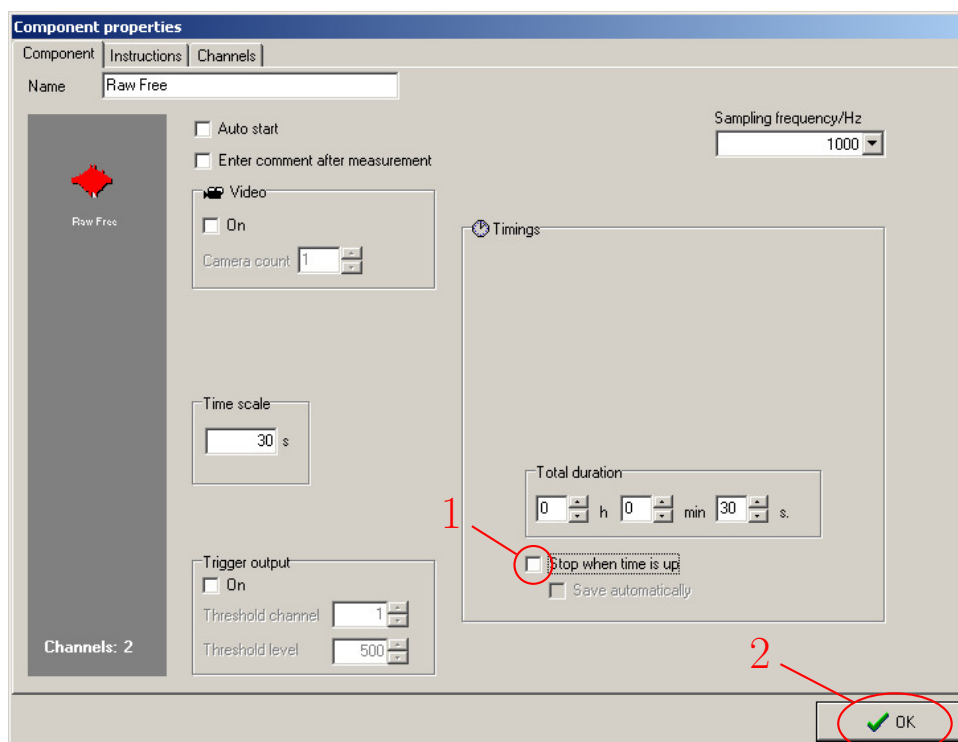 Component properties
Component Instructions Channels
Name Raw Free
Auto start
Sampling frequency/Hz
1000
Enter comment after measurement
Raw Free
Video
On
Camera count 1
Timings
Time scale
30 s
Total duration
0 h 0 min 30 s.
1
Stop when time is up
Save automatically
Trigger output
On
Threshold channel 1
Threshold level 500
Channels: 2
2
OK